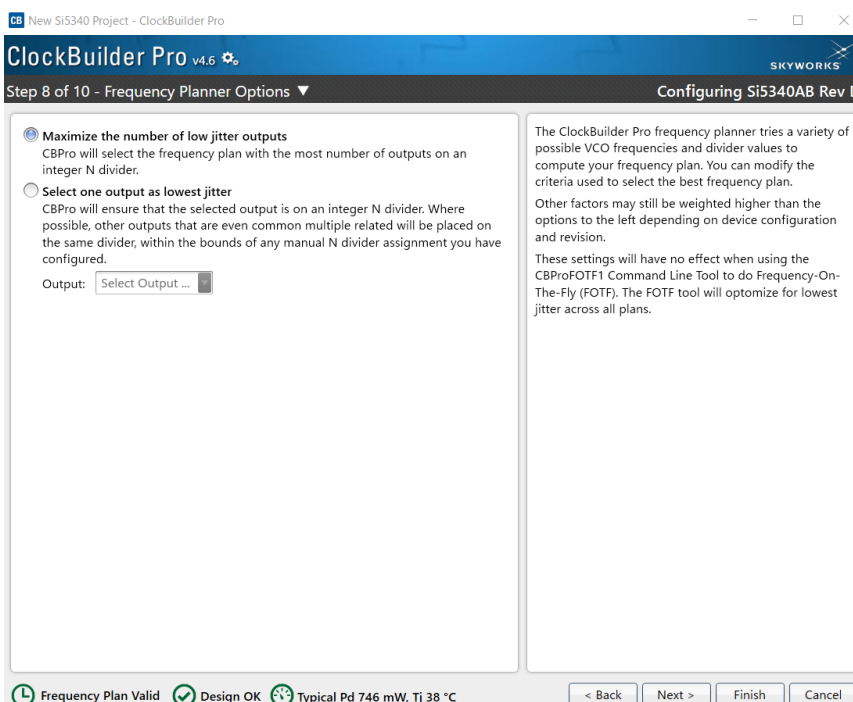 CB New Si5340 Project - ClockBuilder Pro
ClockBuilder Pro v4.6
SKYWORKS
Step 8 of 10 - Frequency Planner Options ▼
Configuring Si5340AB Rev
Maximize the number of low jitter outputs
CBPro will select the frequency plan with the most number of outputs on an
integer N divider.
Select one output as lowest jitter
CBPro will ensure that the selected output is on an integer N divider. Where
possible, other outputs that are even common multiple related will be placed on
the same divider, within the bounds of any manual N divider assignment you have
configured.
Output: Select Output ...
The ClockBuilder Pro frequency planner tries a variety of
possible VCO frequencies and divider values to
compute your frequency plan. You can modify the
criteria used to select the best frequency plan.
Other factors may still be weighted higher than the
options to the left depending on device configuration
and revision.
These settings will have no effect when using the
CBProFOTF1 Command Line Tool to do Frequency-On-
The-Fly (FOTF). The FOTF tool will optomize for lowest
jitter across all plans.
Frequency Plan Valid Design OK Typical Pd 746 mW, Tj 38 °C
< Back Next > Finish Cancel